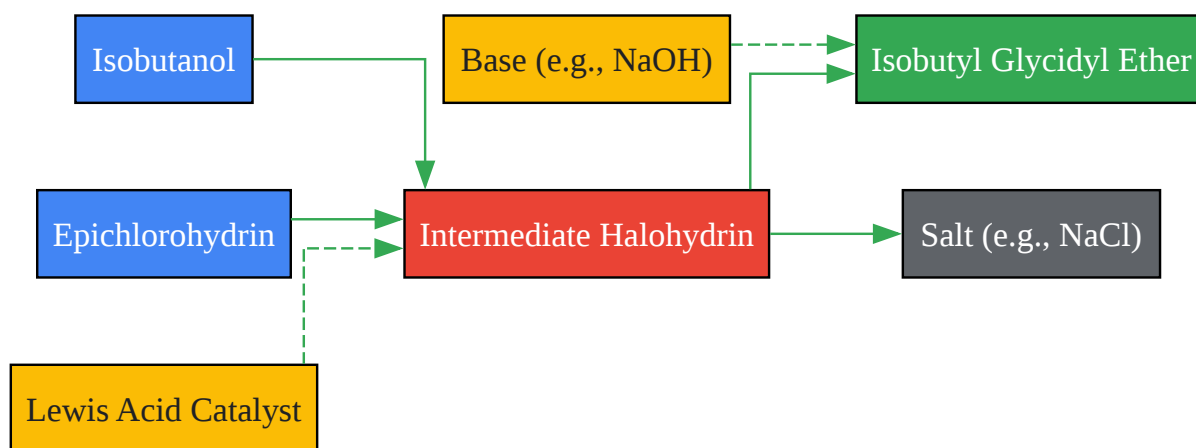 Isobutanol
Base (e.g., NaOH)
Isobutyl Glycidyl Ether
Epichlorohydrin
Intermediate Halohydrin
Salt (e.g., NaCl)
Lewis Acid Catalyst